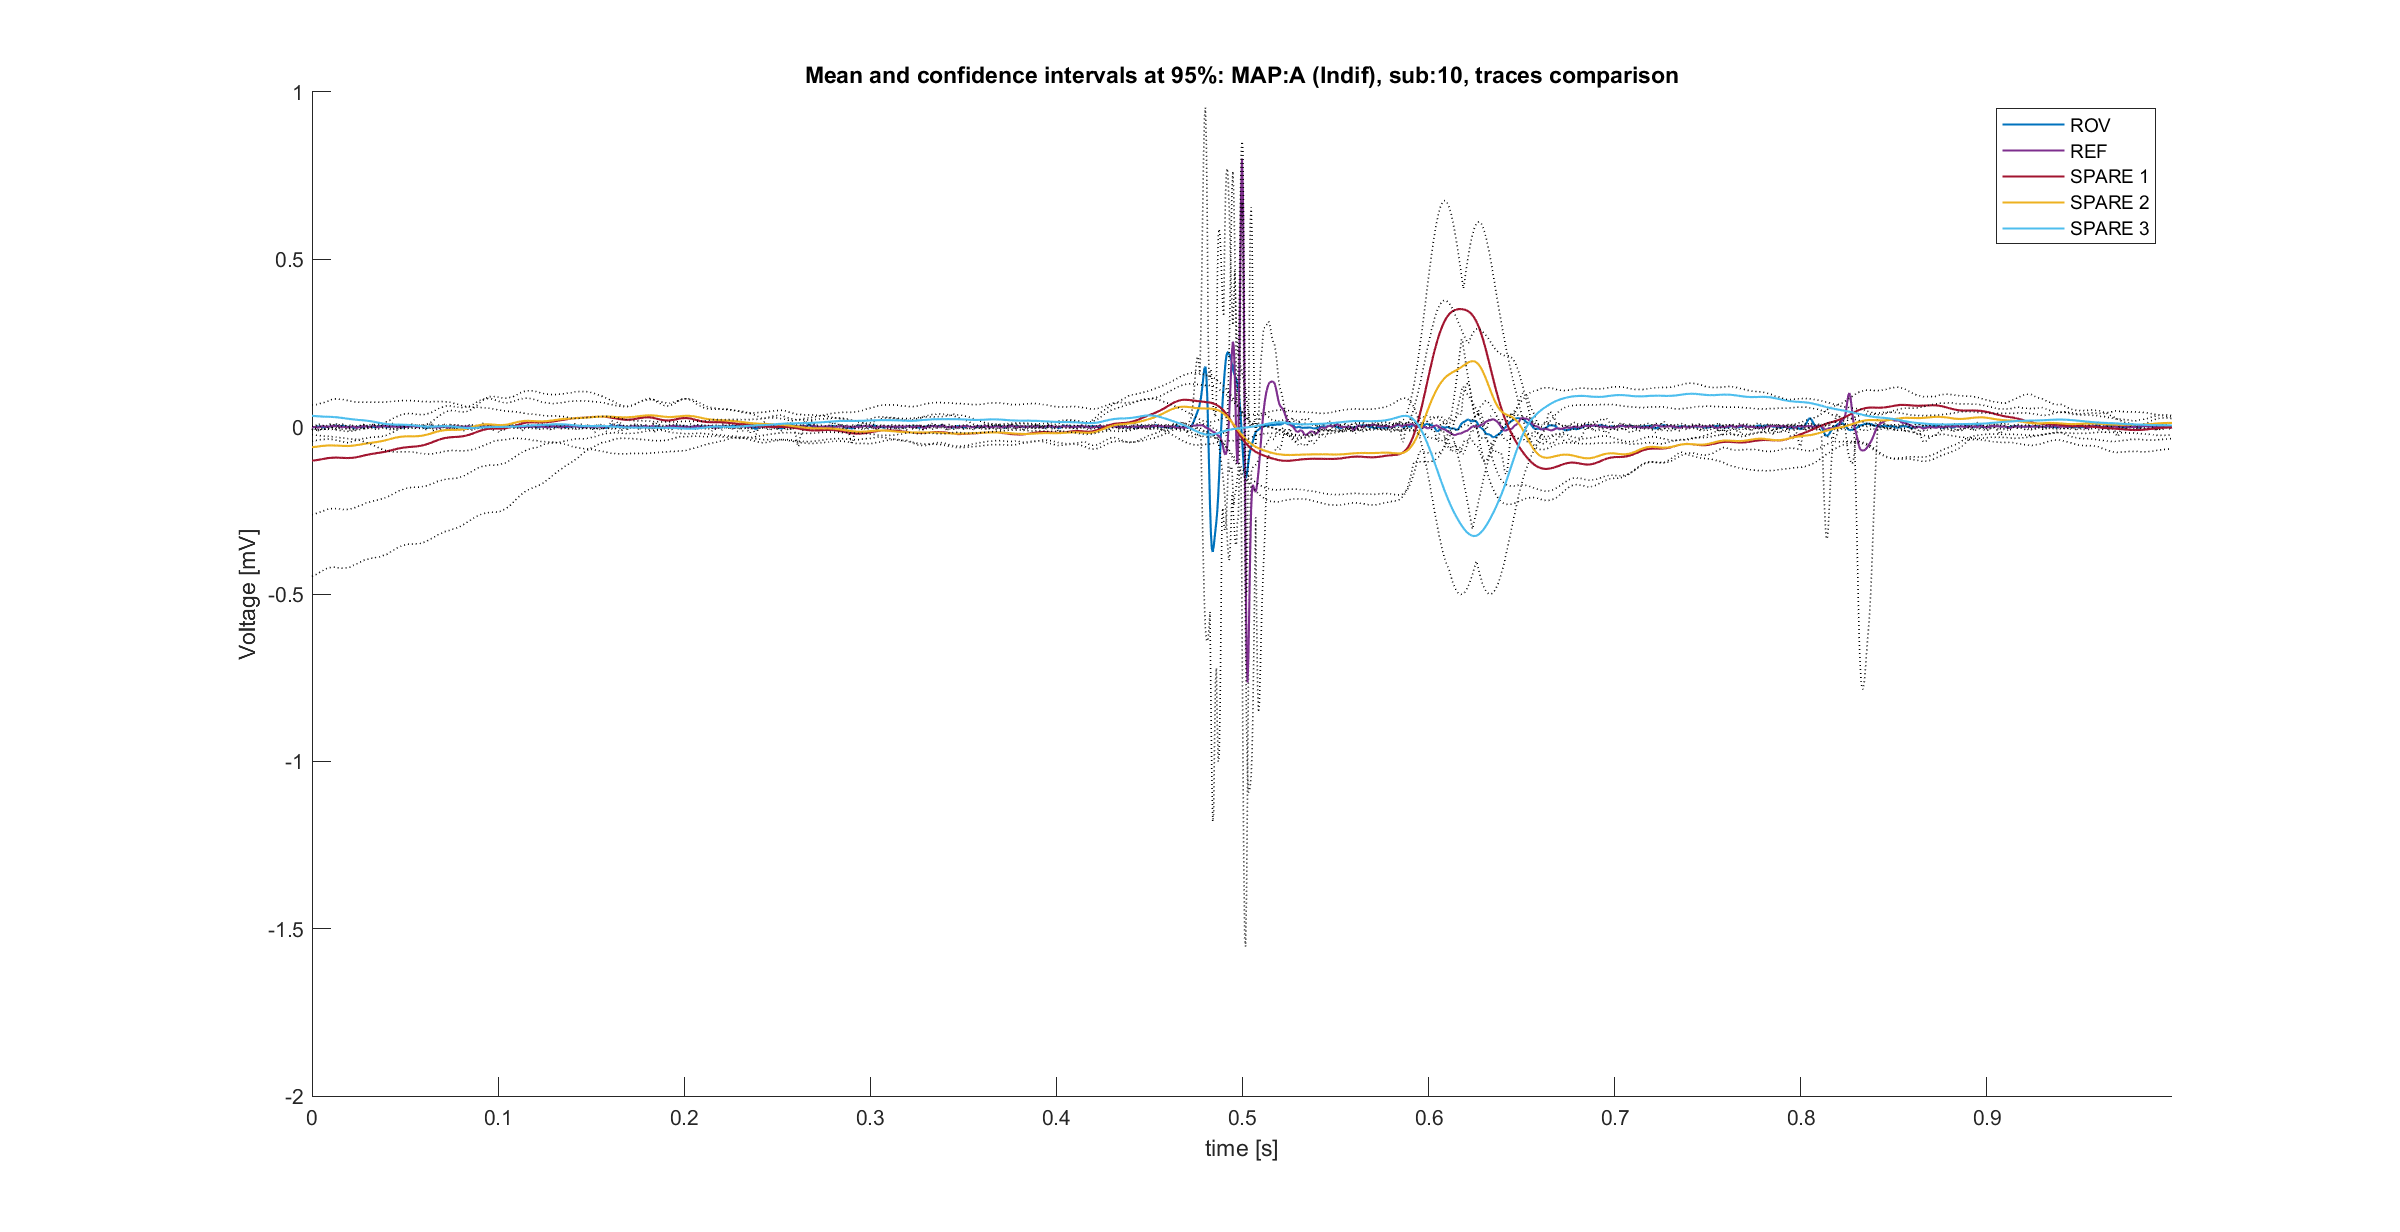 Mean and confidence intervals at 95%: MAP:A (Indif), sub:10, traces comparison
1
0.5
0
-0.5
-1
-1.5
-2
Voltage [mV]
0 0.1 0.2 0.3 0.4 0.5 0.6 0.7 0.8 0.9
time [s]
ROV
REF
SPARE 1
SPARE 2
SPARE 3